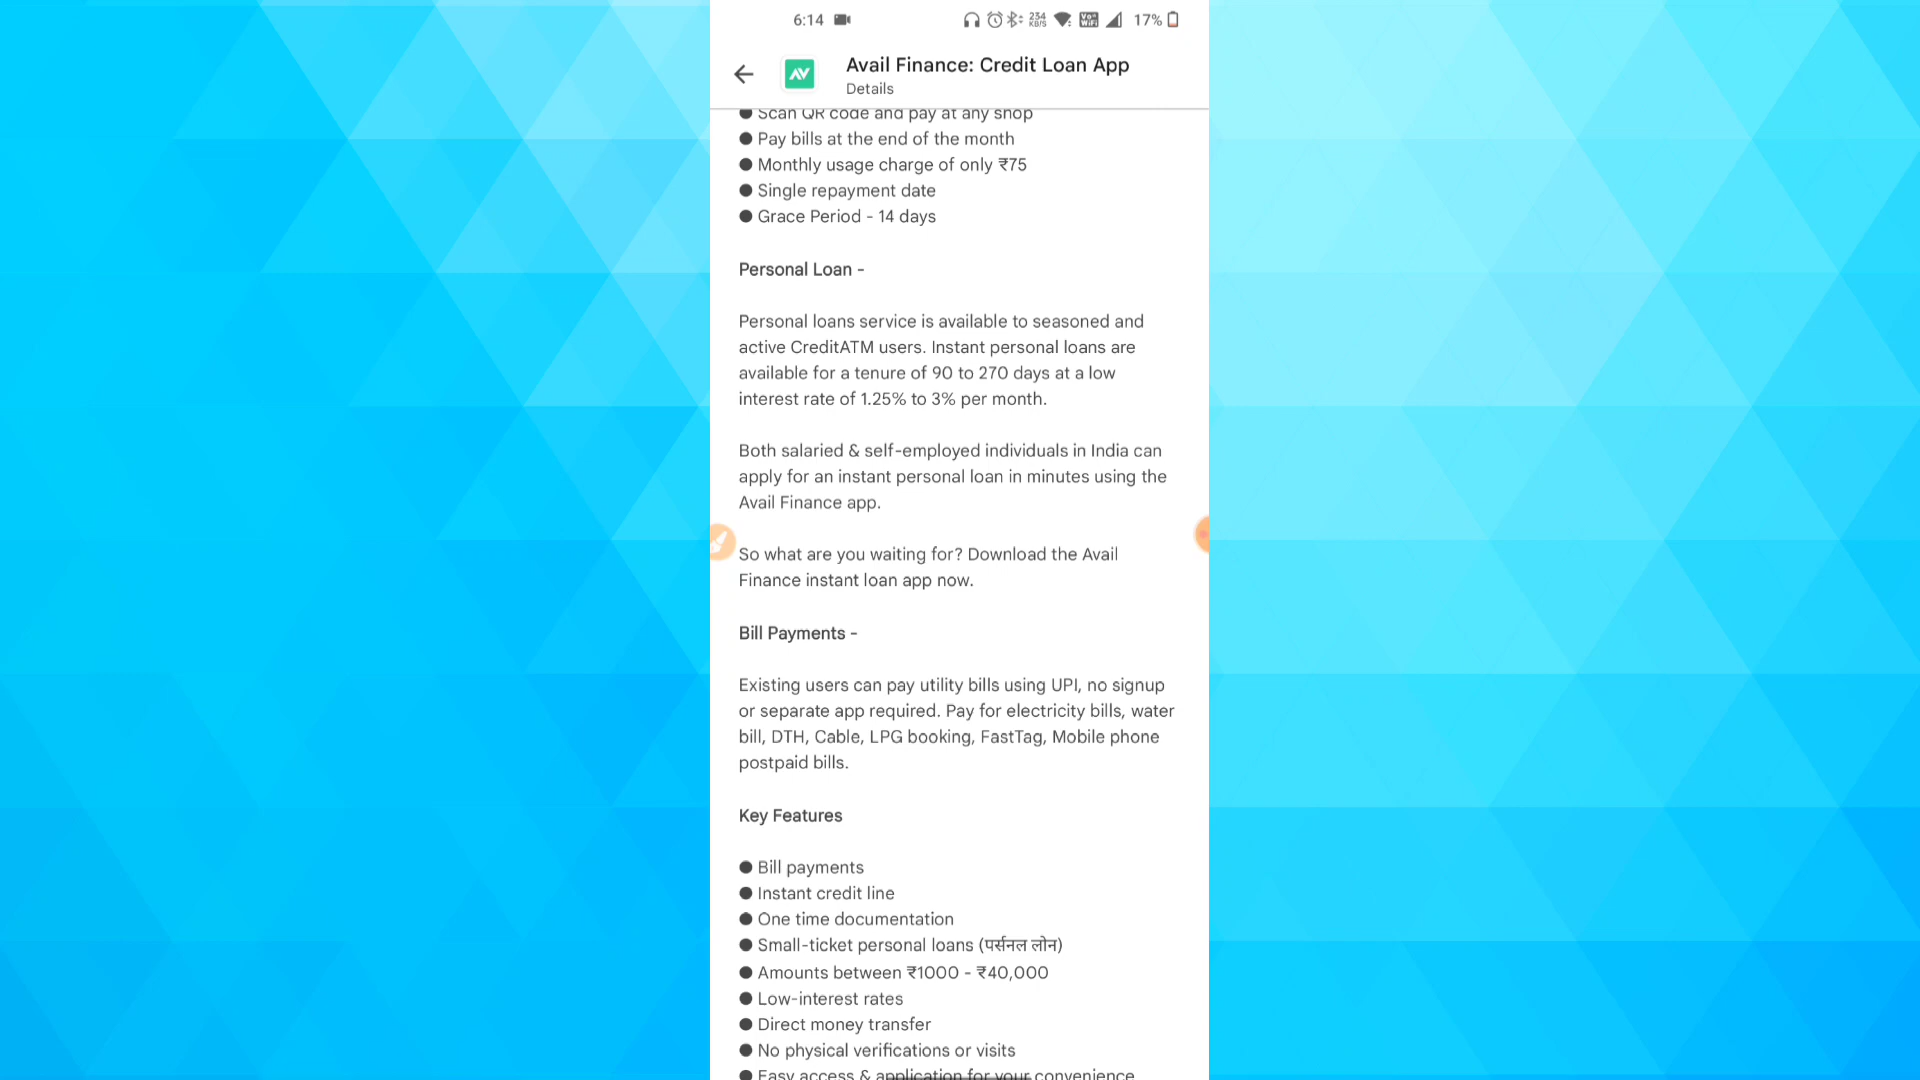 6:14
234
KB/S
Vo
WiFi
17%
AV
Avail Finance: Credit Loan App
Details
● Scan QR code and pay at any shop
● Pay bills at the end of the month
● Monthly usage charge of only ₹75
● Single repayment date
● Grace Period - 14 days
Personal Loan -
Personal loans service is available to seasoned and
active CreditATM users. Instant personal loans are
available for a tenure of 90 to 270 days at a low
interest rate of 1.25% to 3% per month.
Both salaried & self-employed individuals in India can
apply for an instant personal loan in minutes using the
Avail Finance app.
So what are you waiting for? Download the Avail
Finance instant loan app now.
Bill Payments -
Existing users can pay utility bills using UPI, no signup
or separate app required. Pay for electricity bills, water
bill, DTH, Cable, LPG booking, FastTag, Mobile phone
postpaid bills.
Key Features
● Bill payments
● Instant credit line
● One time documentation
● Small-ticket personal loans (पर्सनल लोन)
● Amounts between ₹1000 - ₹40,000
● Low-interest rates
● Direct money transfer
● No physical verifications or visits
● Easy access & application for your convenience